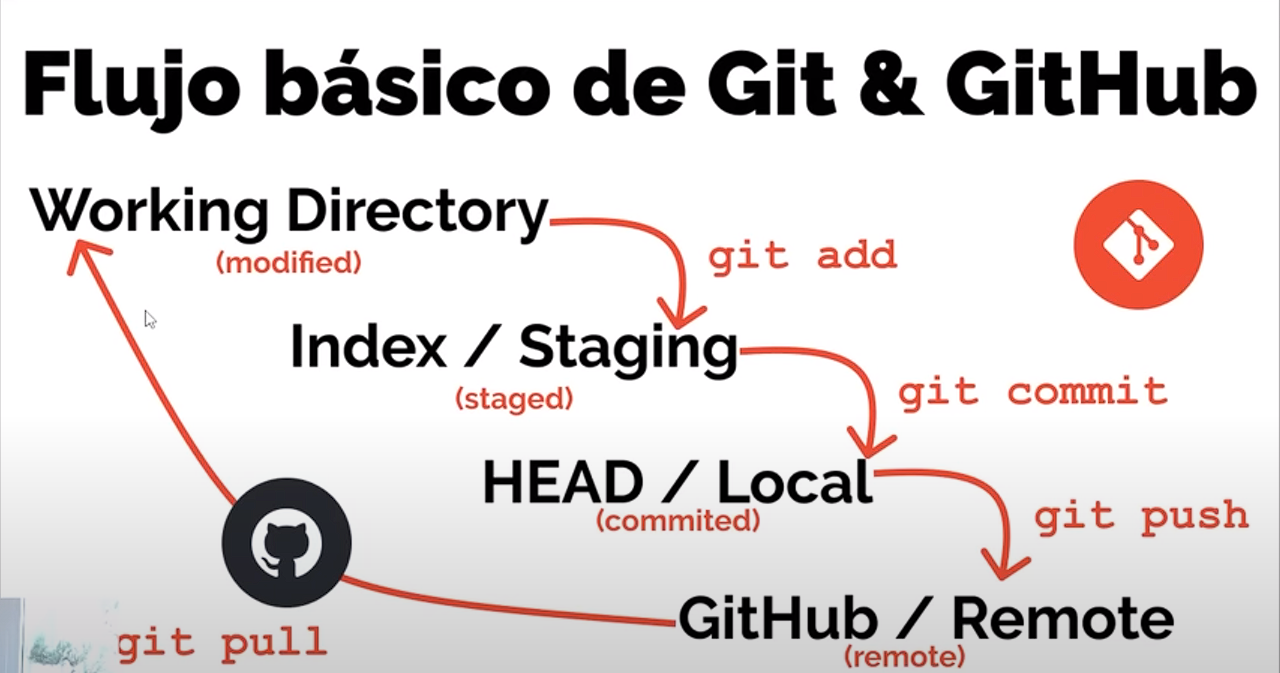 Flujo básico de Git & GitHub
Working Directory
(modified)
git add
Index / Staging
(staged)
git commit
HEAD / Local
(commited)
git push
GitHub / Remote
(remote)
git pull